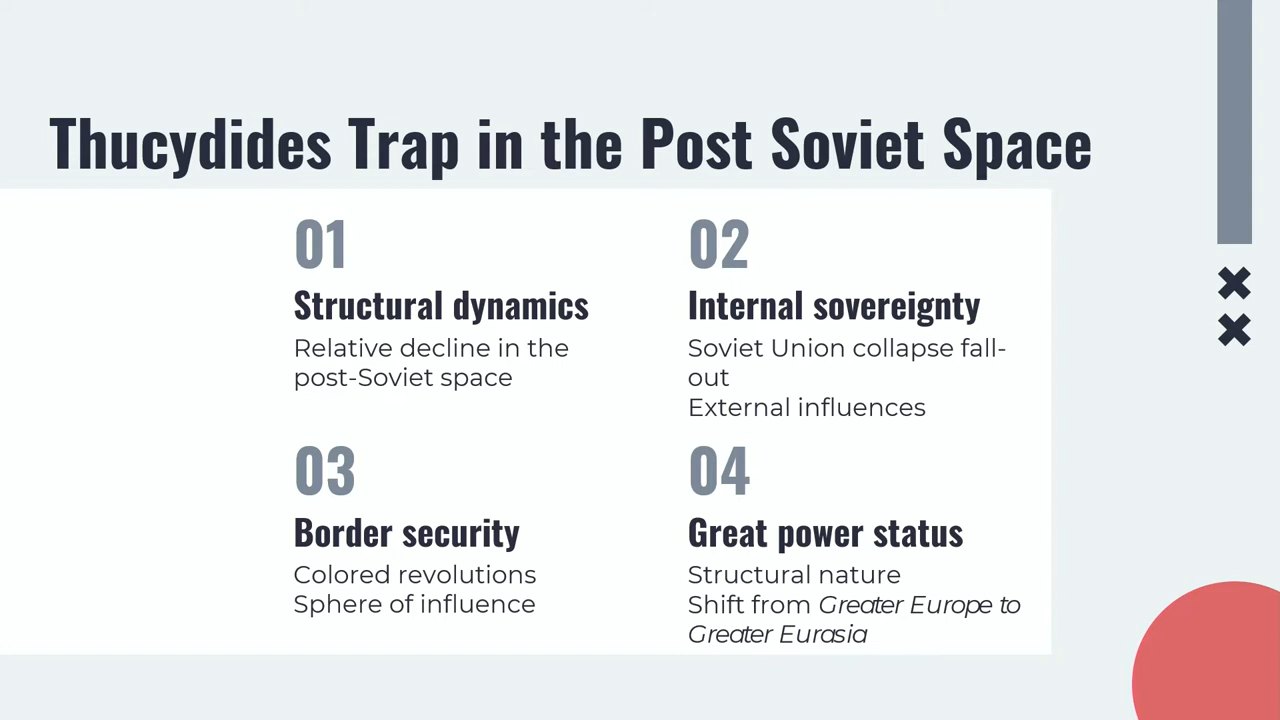 Thucydides Trap in the Post Soviet Space
01
Structural dynamics
Relative decline in the
post-Soviet space
02
Internal sovereignty
Soviet Union collapse fall-
out
External influences
03
Border security
Colored revolutions
Sphere of influence
04
Great power status
Structural nature
Shift from Greater Europe to
Greater Eurasia